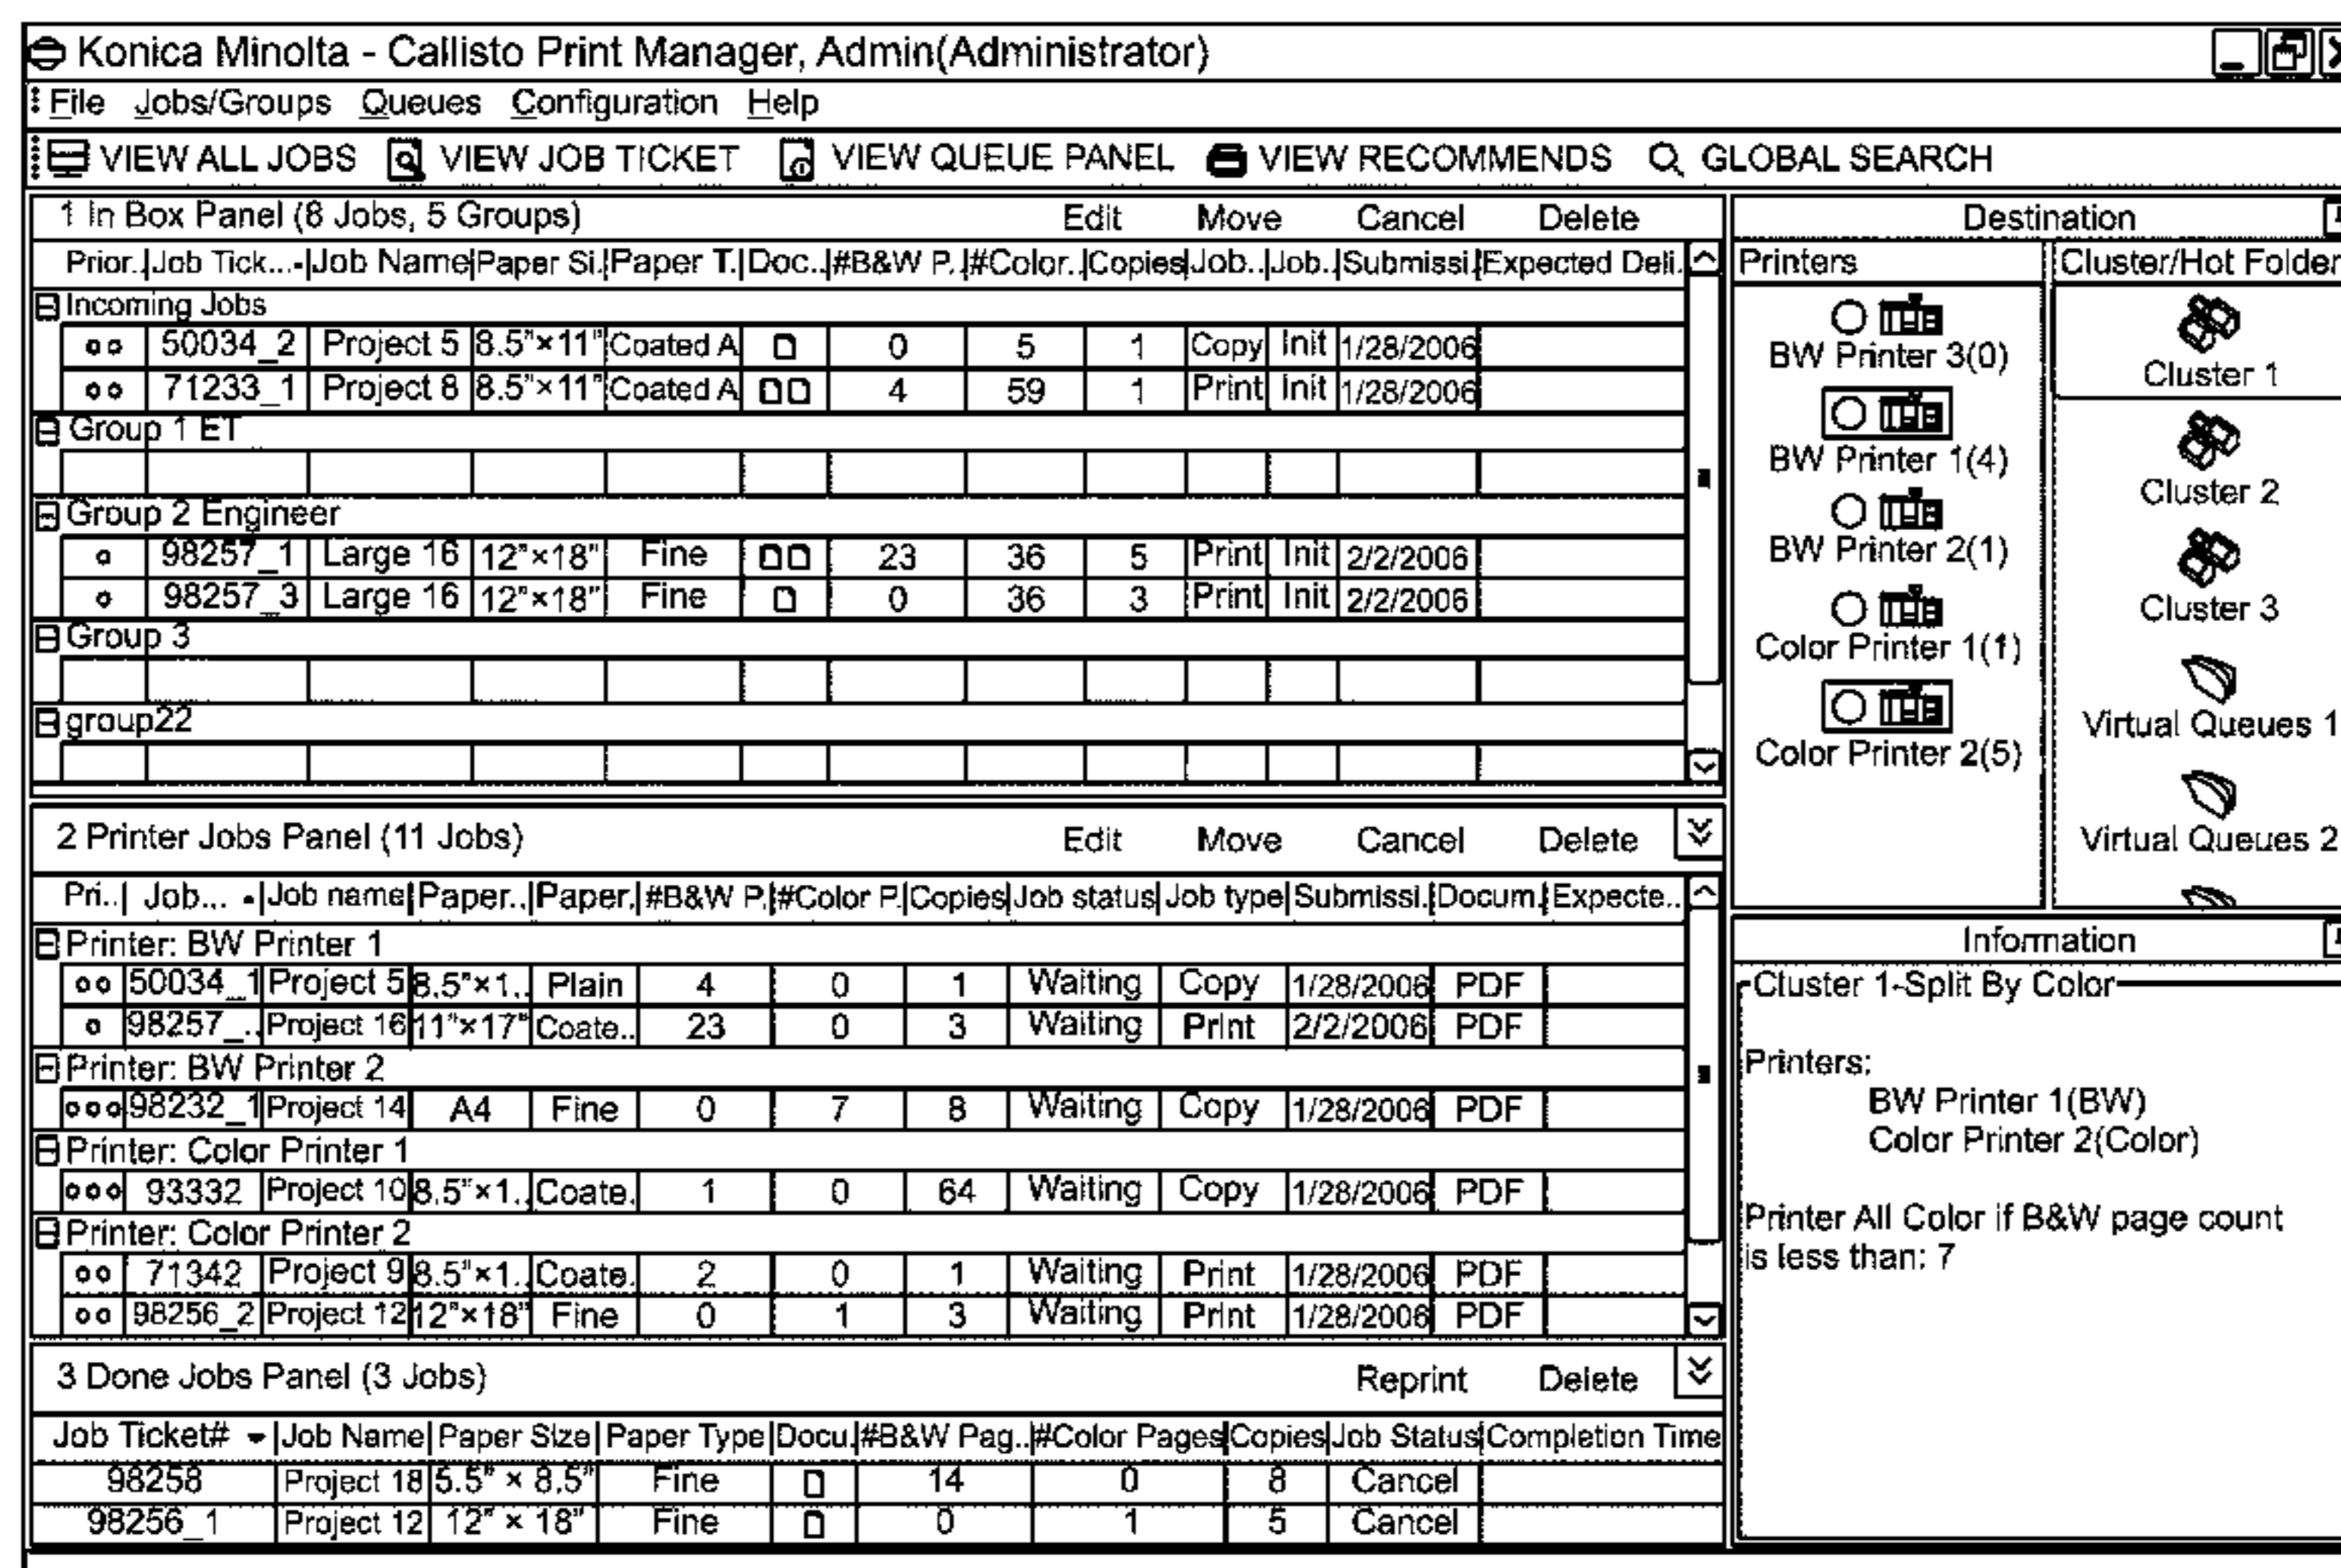 Konica Minolta - Callisto Print Manager, Admin(Administrator)
File Jobs/Groups Queues Configuration Help
VIEW ALL JOBS VIEW JOB TICKET VIEW QUEUE PANEL VIEW RECOMMENDS GLOBAL SEARCH
1 In Box Panel (8 Jobs, 5 Groups) Edit Move Cancel Delete
Prior.. Job Tick... Job Name Paper Si. Paper T. Doc.. #B&W P. #Color.. Copies Job.. Job.. Submissi. Expected Deli.
Incoming Jobs
50034_2 Project 5 8.5"×11" Coated A 0 5 1 Copy Init 1/28/2006
71233_1 Project 8 8.5"×11" Coated A 4 59 1 Print Init 1/28/2006
Group 1 ET
Group 2 Engineer
98257_1 Large 16 12"×18" Fine 23 36 5 Print Init 2/2/2006
98257_3 Large 16 12"×18" Fine 0 36 3 Print Init 2/2/2006
Group 3
group22
2 Printer Jobs Panel (11 Jobs) Edit Move Cancel Delete
Pri.. Job... Job name Paper.. Paper. #B&W P. #Color P. Copies Job status Job type Submissi. Docum. Expecte..
Printer: BW Printer 1
50034_1 Project 5 8.5"×1.. Plain 4 0 1 Waiting Copy 1/28/2006 PDF
98257_.. Project 16 11"×17" Coate.. 23 0 3 Waiting Print 2/2/2006 PDF
Printer: BW Printer 2
98232_1 Project 14 A4 Fine 0 7 8 Waiting Copy 1/28/2006 PDF
Printer: Color Printer 1
93332 Project 10 8.5"×1.. Coate. 1 0 64 Waiting Copy 1/28/2006 PDF
Printer: Color Printer 2
71342 Project 9 8.5"×1.. Coate. 2 0 1 Waiting Print 1/28/2006 PDF
98256_2 Project 12 12"×18" Fine 0 1 3 Waiting Print 1/28/2006 PDF
3 Done Jobs Panel (3 Jobs) Reprint Delete
Job Ticket# Job Name Paper Size Paper Type Docu. #B&W Pag.. #Color Pages Copies Job Status Completion Time
98258 Project 18 5.5" × 8.5" Fine 14 0 8 Cancel
98256_1 Project 12 12" × 18" Fine 0 1 5 Cancel
Destination
Printers
BW Printer 3(0)
BW Printer 1(4)
BW Printer 2(1)
Color Printer 1(1)
Color Printer 2(5)
Cluster/Hot Folder
Cluster 1
Cluster 2
Cluster 3
Virtual Queues 1
Virtual Queues 2
Information
Cluster 1-Split By Color
Printers:
BW Printer 1(BW)
Color Printer 2(Color)
Printer All Color if B&W page count
is less than: 7